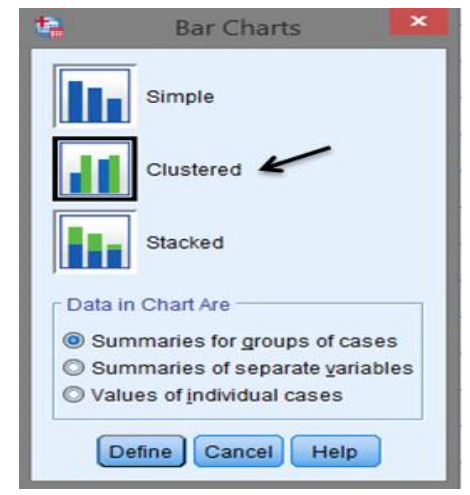 Bar Charts
Simple
Clustered
Stacked
Data in Chart Are
Summaries for groups of cases
Summaries of separate variables
Values of individual cases
Define Cancel Help